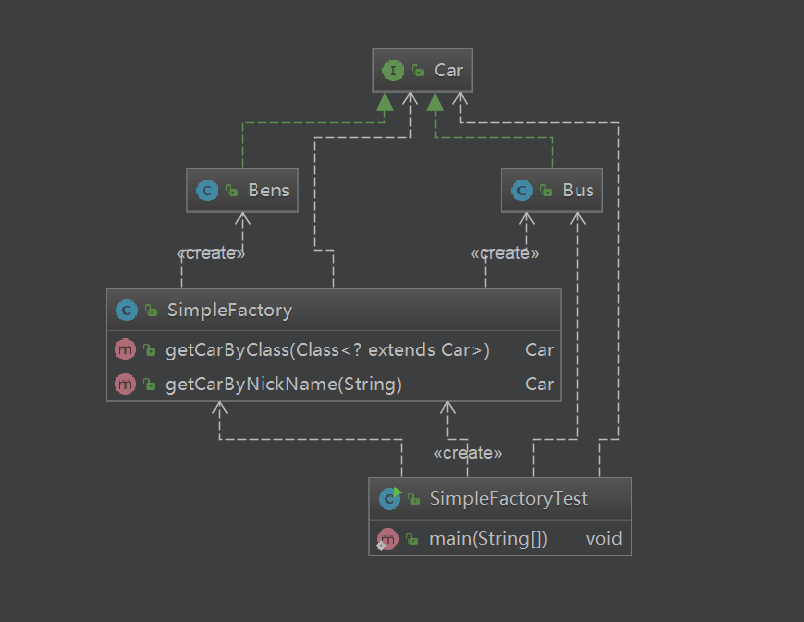 I Car
C Bens
C Bus
«create»
«create»
C SimpleFactory
m getCarByClass(Class<? extends Car>) Car
m getCarByNickName(String) Car
«create»
C SimpleFactoryTest
m main(String[]) void